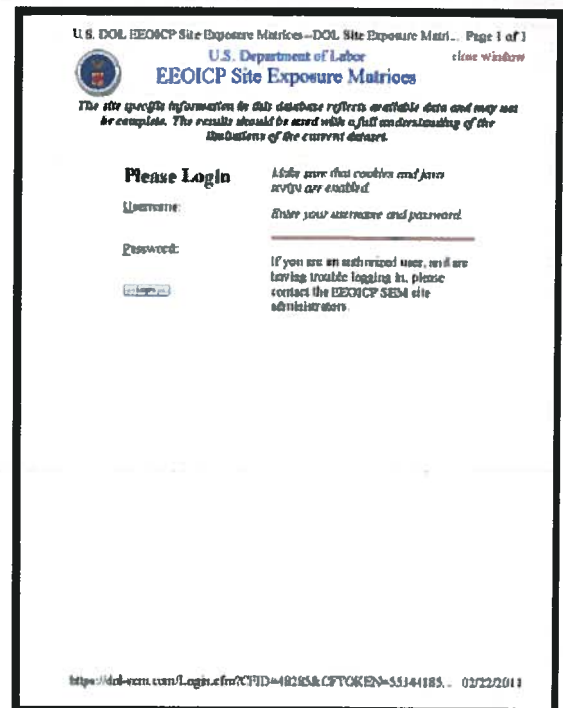 U.S. DOL EEOICP Site Exposure Matrices--DOL Site Exposure Matri... Page 1 of 1
U.S. Department of Labor
close window
EEOICP Site Exposure Matrices
The site specific information in this database reflects available data and may not
be complete. The results should be used with a full understanding of the
limitations of the current dataset.
Please Login
Make sure that cookies and java
script are enabled.
Username:
Enter your username and password.
Password:
If you are an authorized user, and are
having trouble logging in, please
contact the EEOICP SEM site
administrators.
Login
https://dol-sem.com/Login.cfm?CFID=48285&CFTOKEN=55344185... 02/22/2011